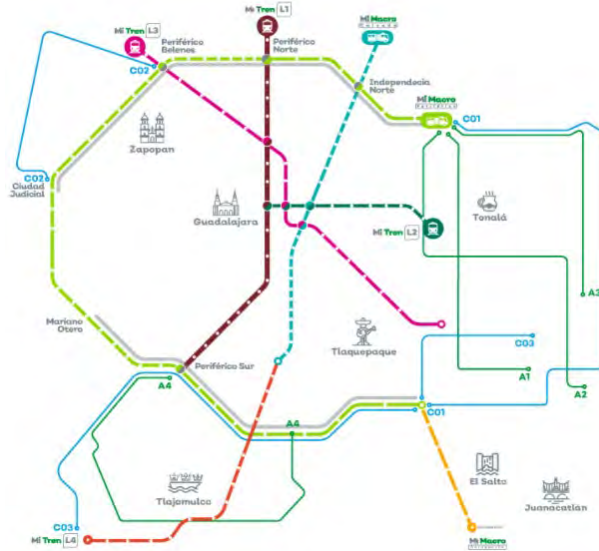 Mi Tren L1
Mi Tren L3
Mi Macro
Periférico
Belenes
Periférico
Norte
C02
Independecia
Norte
Mi Macro
C01
Zapopan
C02
Ciudad
Judicial
Guadalajara
Tonalá
Mi Tren L2
A3
Mariano
Otero
Tlaquepaque
C03
Periférico Sur
A4
A1
A2
C01
A4
El Salto
Tlajomulco
Juanacatlán
C03
Mi Tren L4
Mi Macro